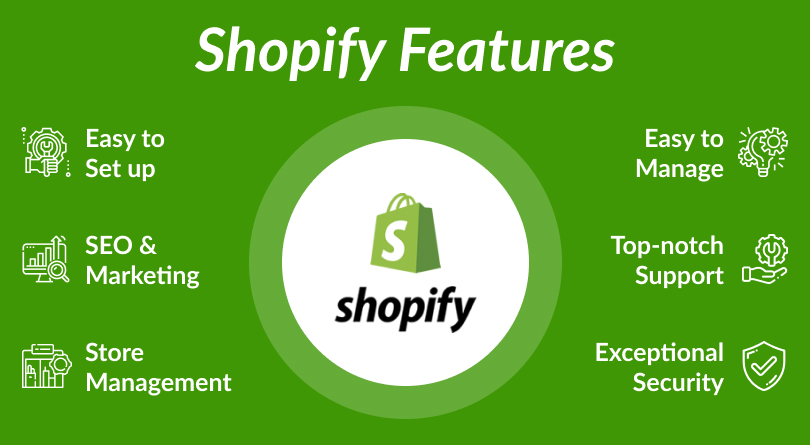 Shopify Features
Easy to
Set up
SEO &
Marketing
Store
Management
S
shopify
Easy to
Manage
Top-notch
Support
Exceptional
Security